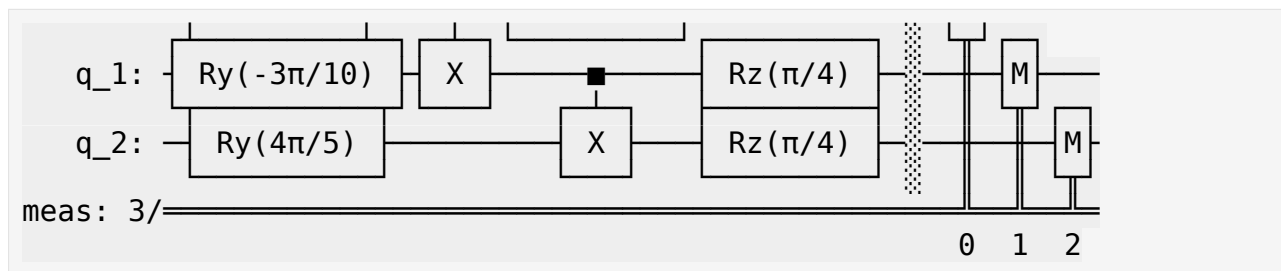 q_1: Ry(-3π/10) X ■ Rz(π/4) M
q_2: Ry(4π/5) X Rz(π/4) M
meas: 3/
0 1 2